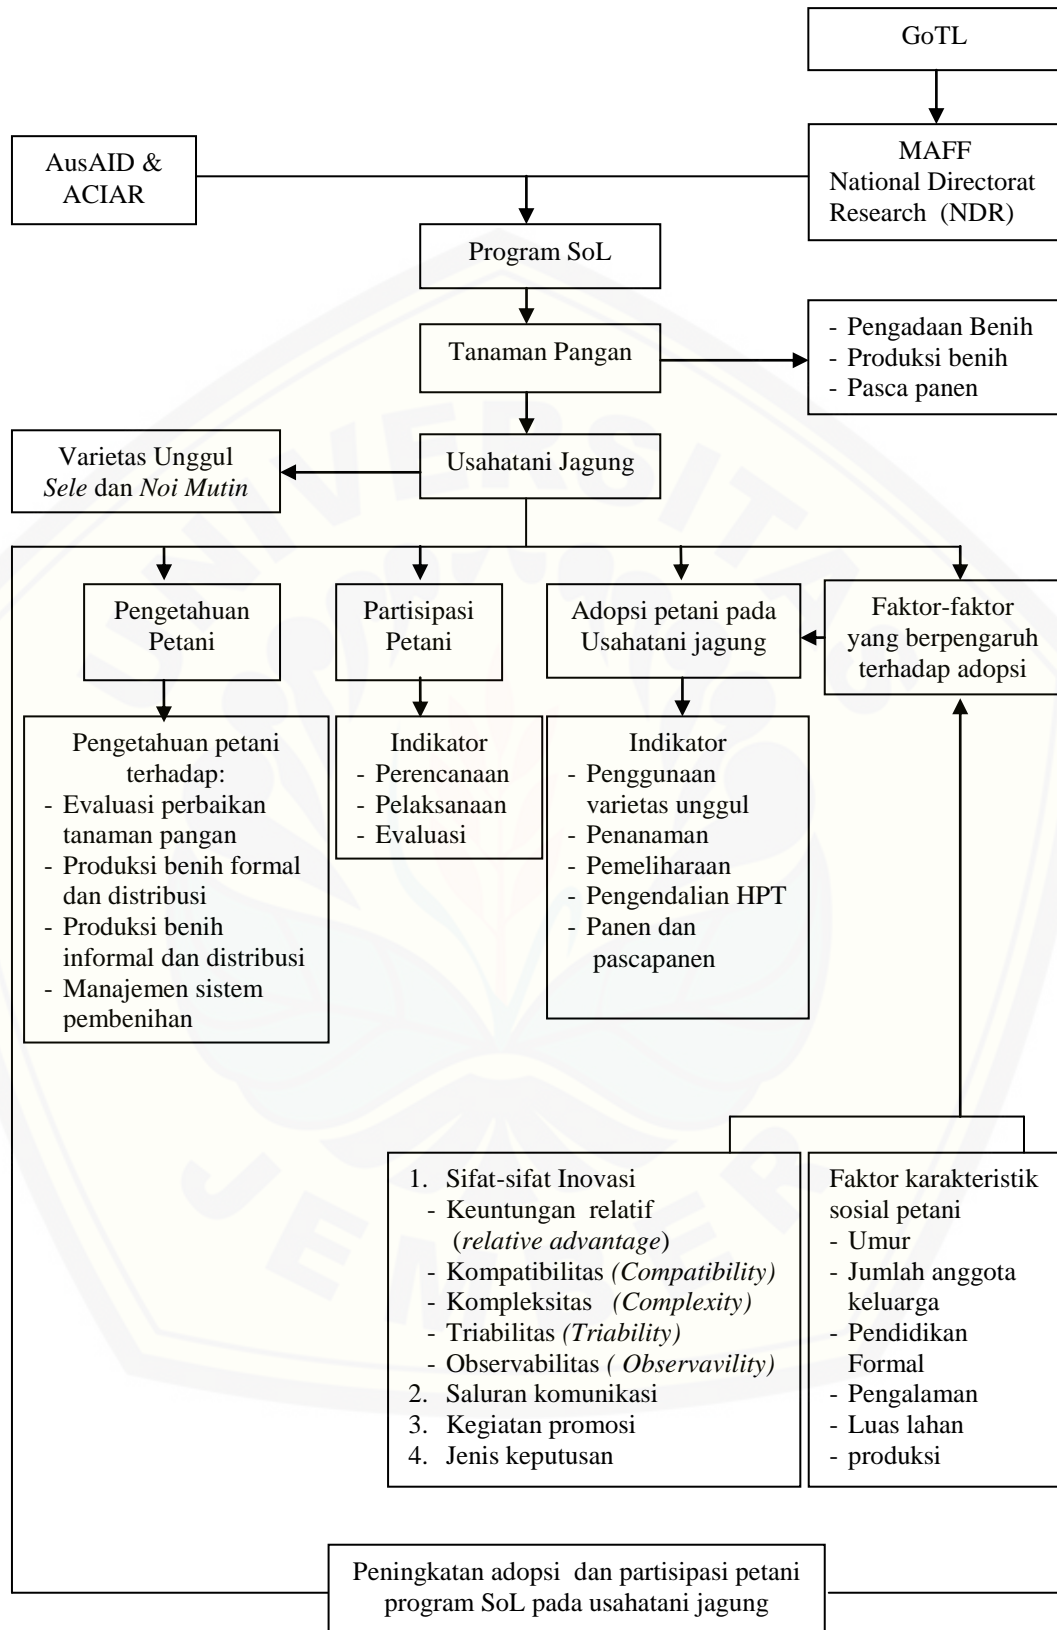 GoTL
AusAID &
ACIAR
MAFF
National Directorat
Research (NDR)
Program SoL
Tanaman Pangan
- Pengadaan Benih
- Produksi benih
- Pasca panen
Varietas Unggul
Sele dan Noi Mutin
Usahatani Jagung
Pengetahuan
Petani
Partisipasi
Petani
Adopsi petani pada
Usahatani jagung
Faktor-faktor
yang berpengaruh
terhadap adopsi
Pengetahuan petani
terhadap:
- Evaluasi perbaikan
tanaman pangan
- Produksi benih formal
dan distribusi
- Produksi benih
informal dan distribusi
- Manajemen sistem
pembenihan
Indikator
- Perencanaan
- Pelaksanaan
- Evaluasi
Indikator
- Penggunaan
varietas unggul
- Penanaman
- Pemeliharaan
- Pengendalian HPT
- Panen dan
pascapanen
1. Sifat-sifat Inovasi
- Keuntungan relatif
(relative advantage)
- Kompatibilitas (Compatibility)
- Kompleksitas (Complexity)
- Triabilitas (Triability)
- Observabilitas ( Observavility)
2. Saluran komunikasi
3. Kegiatan promosi
4. Jenis keputusan
Faktor karakteristik
sosial petani
- Umur
- Jumlah anggota
keluarga
- Pendidikan
Formal
- Pengalaman
- Luas lahan
- produksi
Peningkatan adopsi dan partisipasi petani
program SoL pada usahatani jagung
UNIVERSITAS
JEMBER